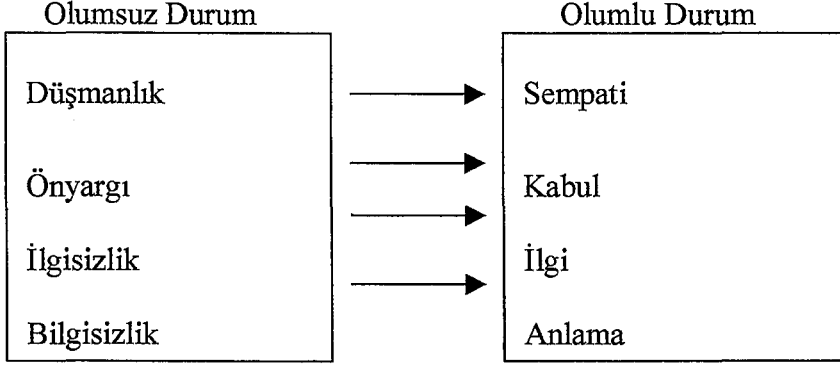 Olumsuz Durum
Olumlu Durum
Düşmanlık
Sempati
Önyargı
Kabul
İlgisizlik
İlgi
Bilgisizlik
Anlama